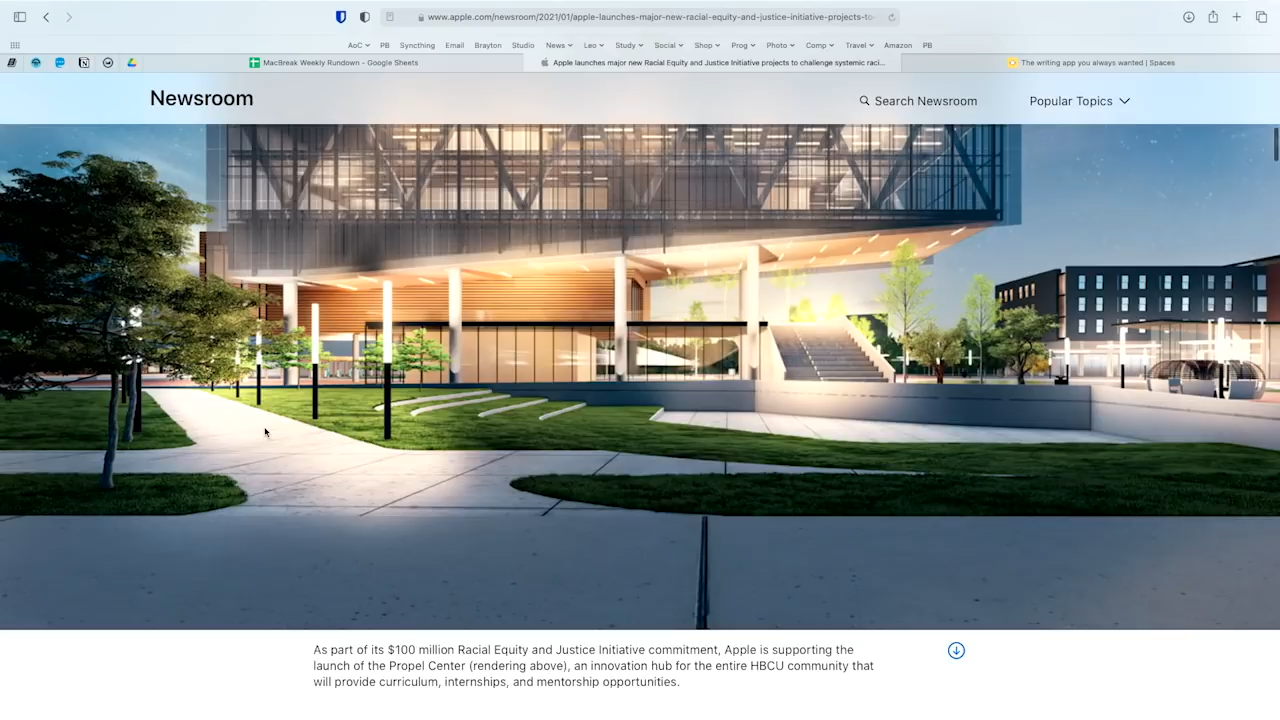 www.apple.com/newsroom/2021/01/apple-launches-major-new-racial-equity-and-justice-initiative-projects-to-
AoC PB Syncthing Email Brayton Studio News Leo Study Social Shop Prog Photo Comp Travel Amazon PB
MacBreak Weekly Rundown - Google Sheets
Apple launches major new Racial Equity and Justice Initiative projects to challenge systemic raci...
The writing app you always wanted | Spaces
Newsroom
Search Newsroom
Popular Topics
As part of its $100 million Racial Equity and Justice Initiative commitment, Apple is supporting the
launch of the Propel Center (rendering above), an innovation hub for the entire HBCU community that
will provide curriculum, internships, and mentorship opportunities.